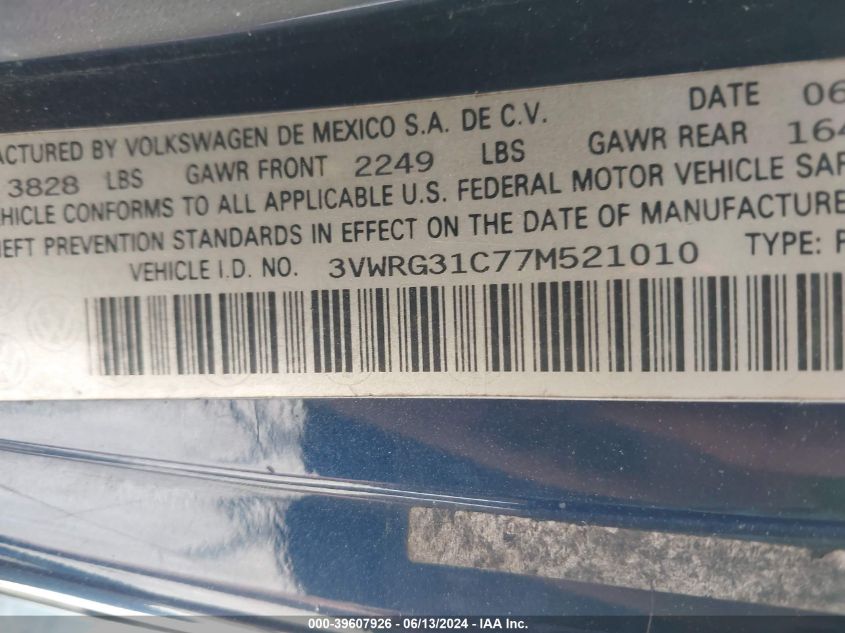 ACTURED BY VOLKSWAGEN DE MEXICO S.A. DE C.V. DATE 06
3828 LBS GAWR FRONT 2249 LBS GAWR REAR 164
EHICLE CONFORMS TO ALL APPLICABLE U.S. FEDERAL MOTOR VEHICLE SAF
HEFT PREVENTION STANDARDS IN EFFECT ON THE DATE OF MANUFACTURE
VEHICLE I.D. NO. 3VWRG31C77M521010 TYPE: P
000-39607926 - 06/13/2024 - IAA Inc.